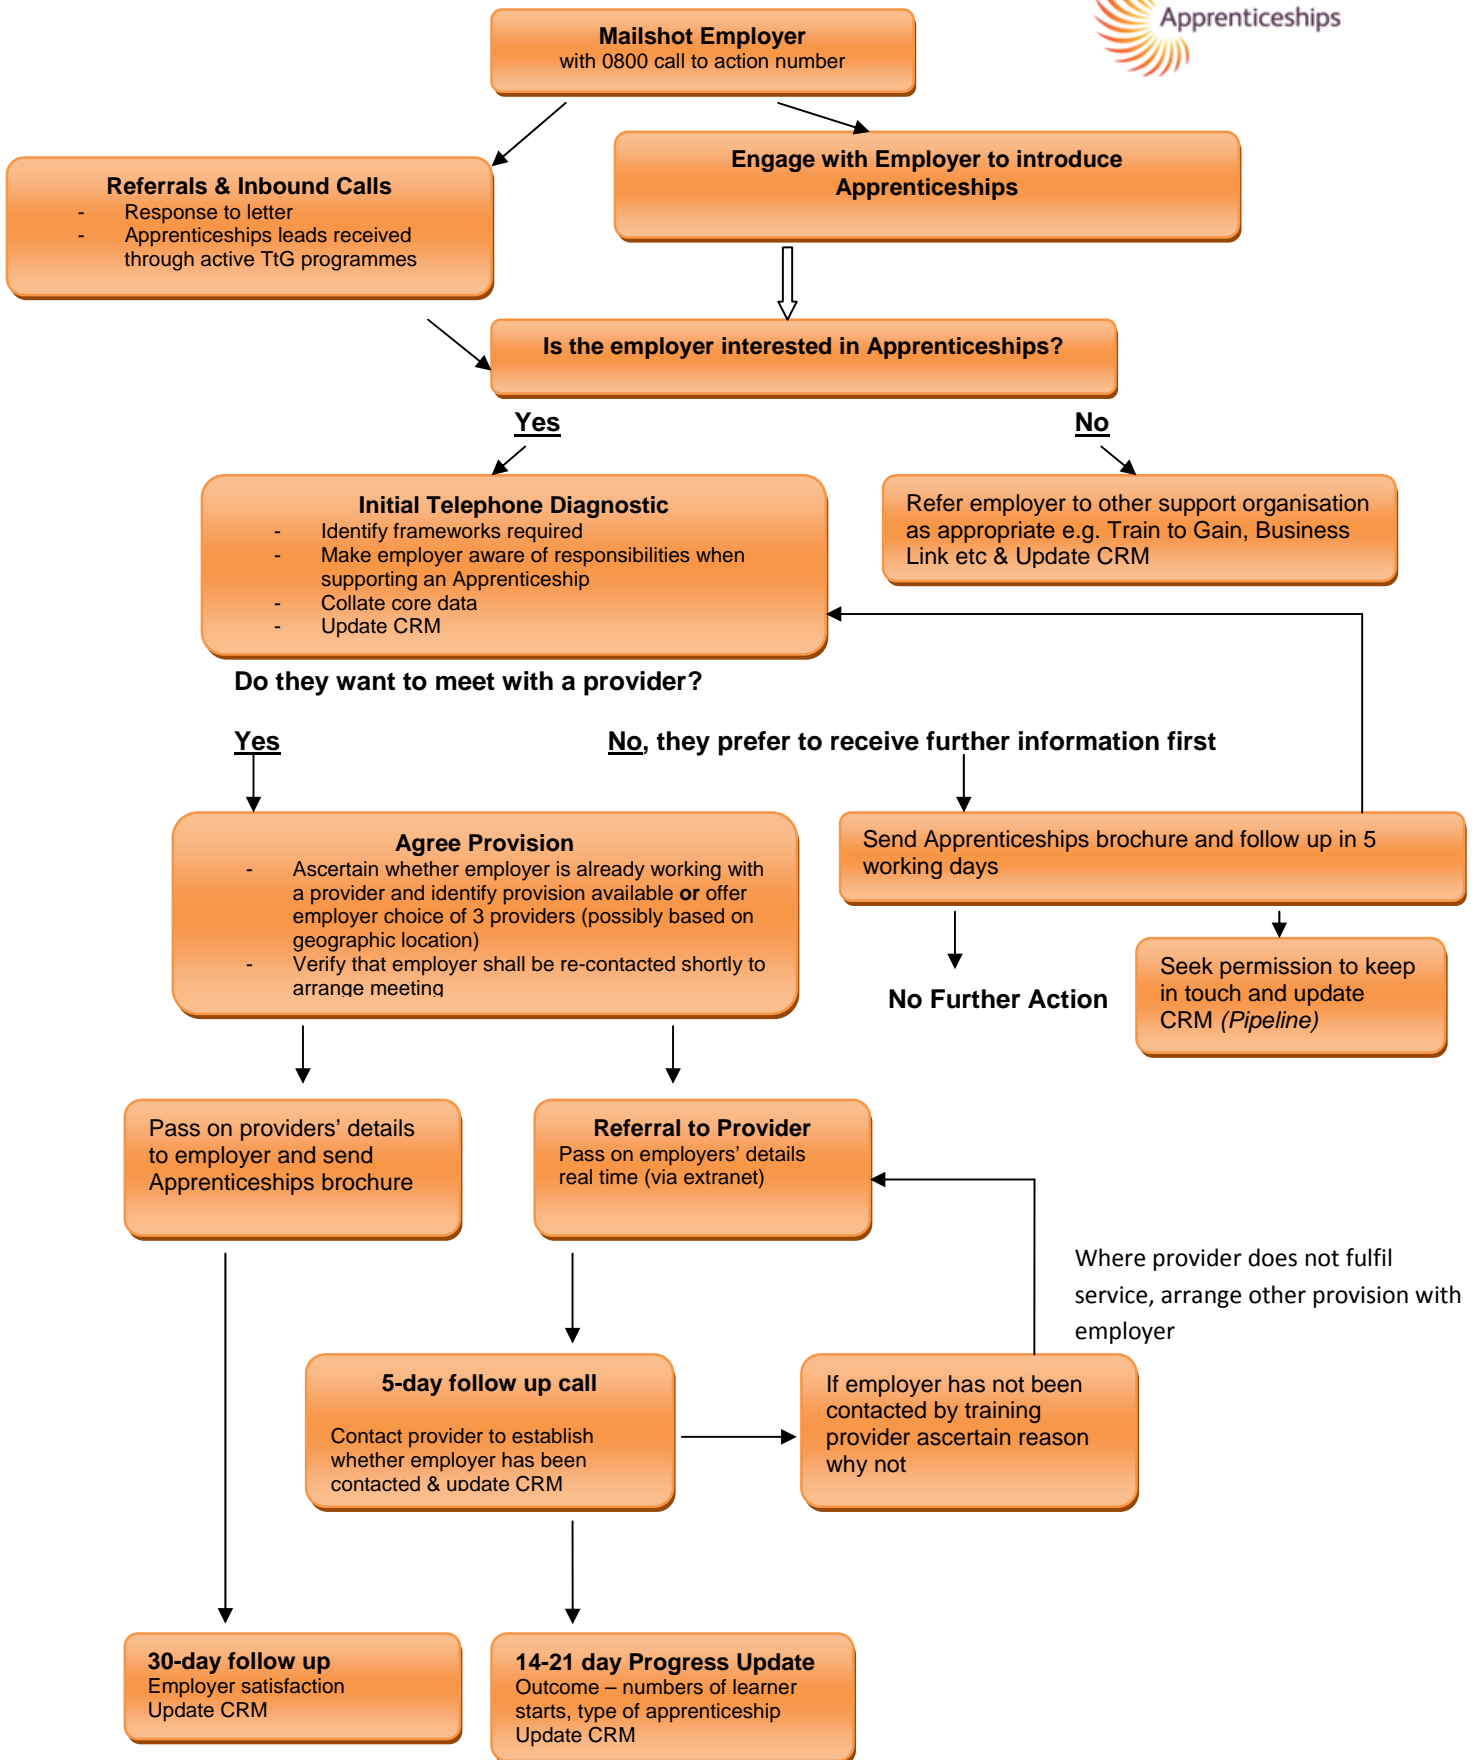 Apprenticeships
Mailshot Employer
with 0800 call to action number
Engage with Employer to introduce
Apprenticeships
Referrals & Inbound Calls
- Response to letter
- Apprenticeships leads received
through active TtG programmes
Is the employer interested in Apprenticeships?
Yes
No
Initial Telephone Diagnostic
- Identify frameworks required
- Make employer aware of responsibilities when
supporting an Apprenticeship
- Collate core data
- Update CRM
Refer employer to other support organisation
as appropriate e.g. Train to Gain, Business
Link etc & Update CRM
Do they want to meet with a provider?
Yes
No, they prefer to receive further information first
Agree Provision
- Ascertain whether employer is already working with
a provider and identify provision available or offer
employer choice of 3 providers (possibly based on
geographic location)
- Verify that employer shall be re-contacted shortly to
arrange meeting
Send Apprenticeships brochure and follow up in 5
working days
No Further Action
Seek permission to keep
in touch and update
CRM (Pipeline)
Pass on providers’ details
to employer and send
Apprenticeships brochure
Referral to Provider
Pass on employers’ details
real time (via extranet)
Where provider does not fulfil
service, arrange other provision with
employer
5-day follow up call
Contact provider to establish
whether employer has been
contacted & update CRM
If employer has not been
contacted by training
provider ascertain reason
why not
30-day follow up
Employer satisfaction
Update CRM
14-21 day Progress Update
Outcome – numbers of learner
starts, type of apprenticeship
Update CRM